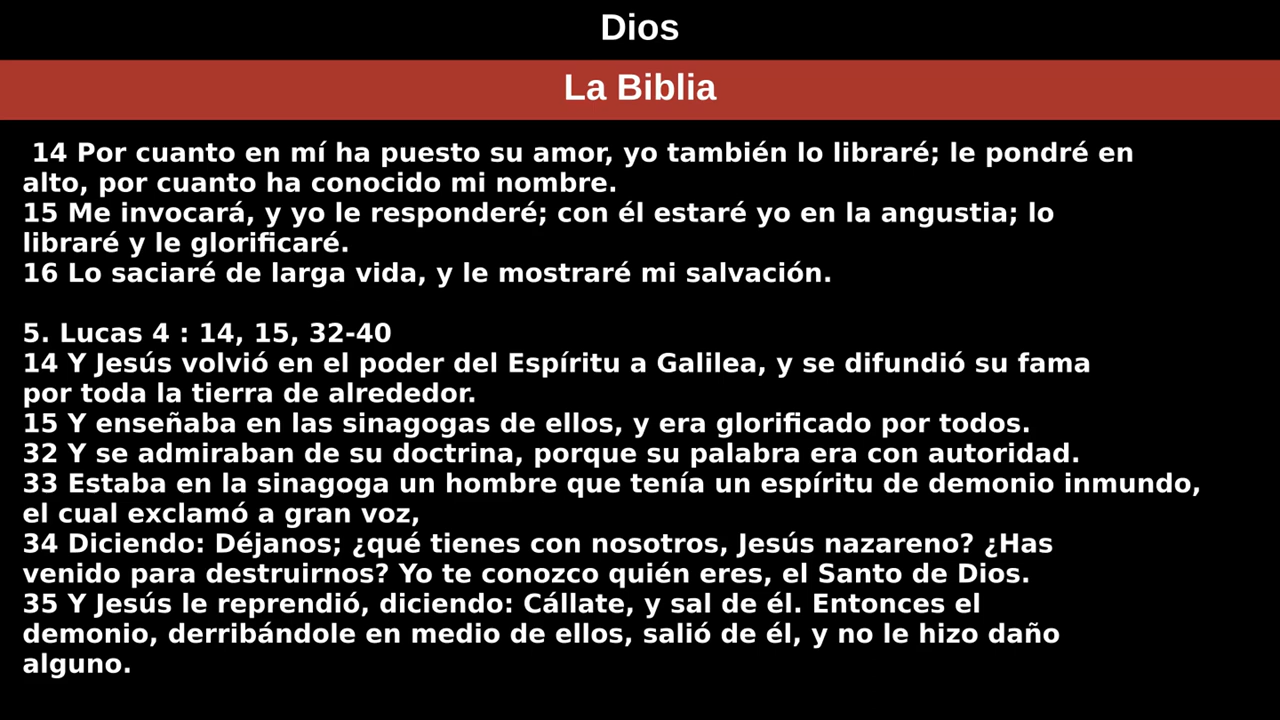 Dios
La Biblia
14 Por cuanto en mí ha puesto su amor, yo también lo libraré; le pondré en
alto, por cuanto ha conocido mi nombre.
15 Me invocará, y yo le responderé; con él estaré yo en la angustia; lo
libraré y le glorificaré.
16 Lo saciaré de larga vida, y le mostraré mi salvación.
5. Lucas 4 : 14, 15, 32-40
14 Y Jesús volvió en el poder del Espíritu a Galilea, y se difundió su fama
por toda la tierra de alrededor.
15 Y enseñaba en las sinagogas de ellos, y era glorificado por todos.
32 Y se admiraban de su doctrina, porque su palabra era con autoridad.
33 Estaba en la sinagoga un hombre que tenía un espíritu de demonio inmundo,
el cual exclamó a gran voz,
34 Diciendo: Déjanos; ¿qué tienes con nosotros, Jesús nazareno? ¿Has
venido para destruirnos? Yo te conozco quién eres, el Santo de Dios.
35 Y Jesús le reprendió, diciendo: Cállate, y sal de él. Entonces el
demonio, derribándole en medio de ellos, salió de él, y no le hizo daño
alguno.